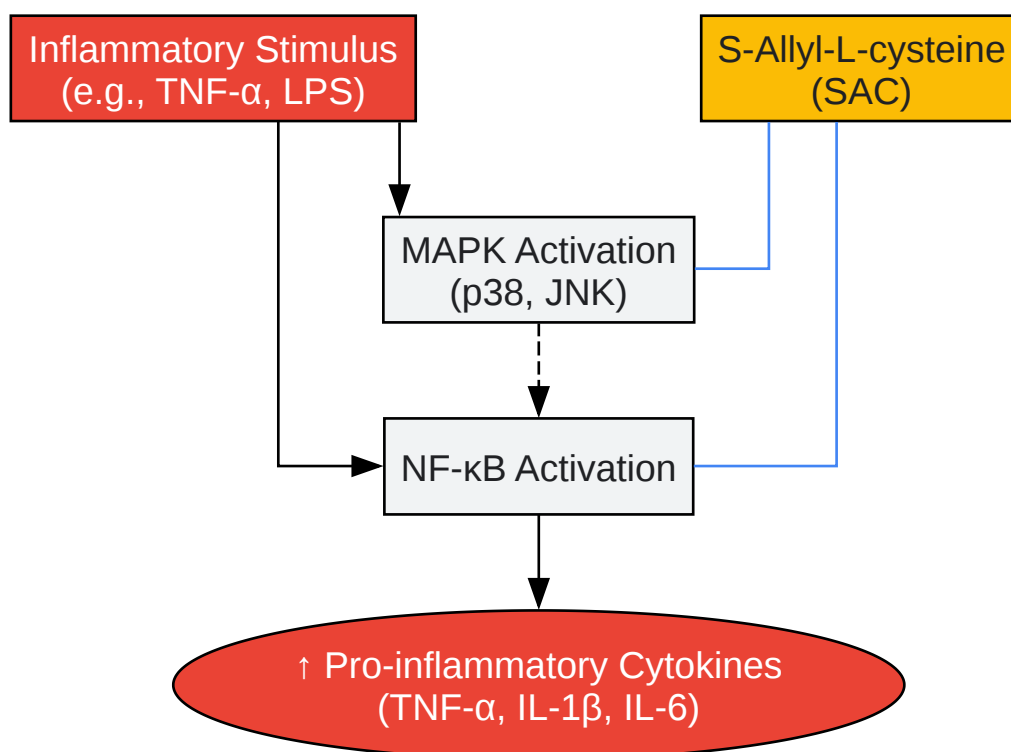 Inflammatory Stimulus
(e.g., TNF-α, LPS)
S-Allyl-L-cysteine
(SAC)
MAPK Activation
(p38, JNK)
NF-κB Activation
↑ Pro-inflammatory Cytokines
(TNF-α, IL-1β, IL-6)